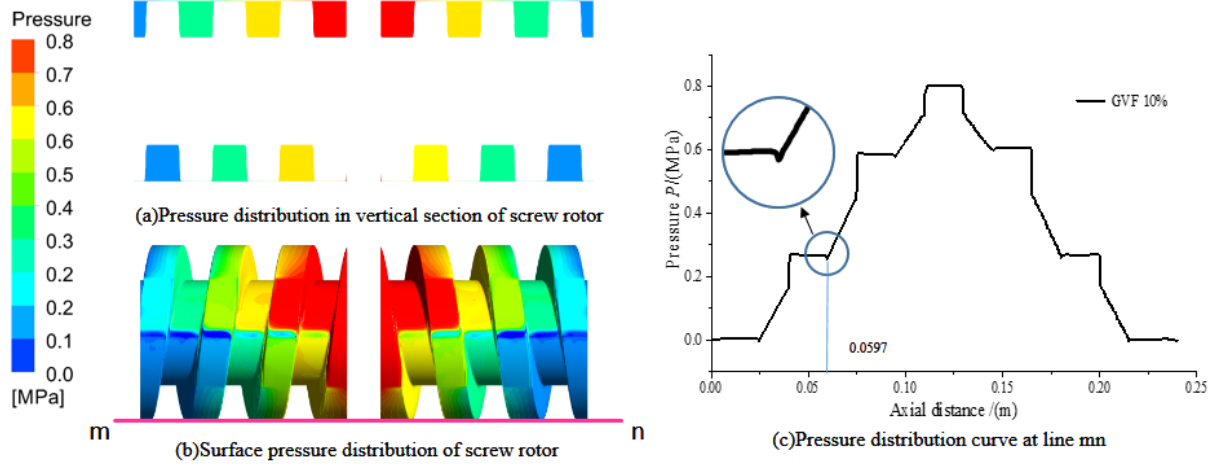 Pressure
0.8
0.8
0.6
0.6
0.5
0.4
0.3
0.2
0.2
0.1
0.0
[MPa]
(a)Pressure distribution in vertical section of screw rotor
m
n
(b)Surface pressure distribution of screw rotor
Pressure P/(MPa)
0.8
0.6
0.4
0.2
0.0
GVF 10%
0.0597
0.00
0.05
0.10
0.15
0.20
0.25
Axial distance /(m)
(c)Pressure distribution curve at line mn